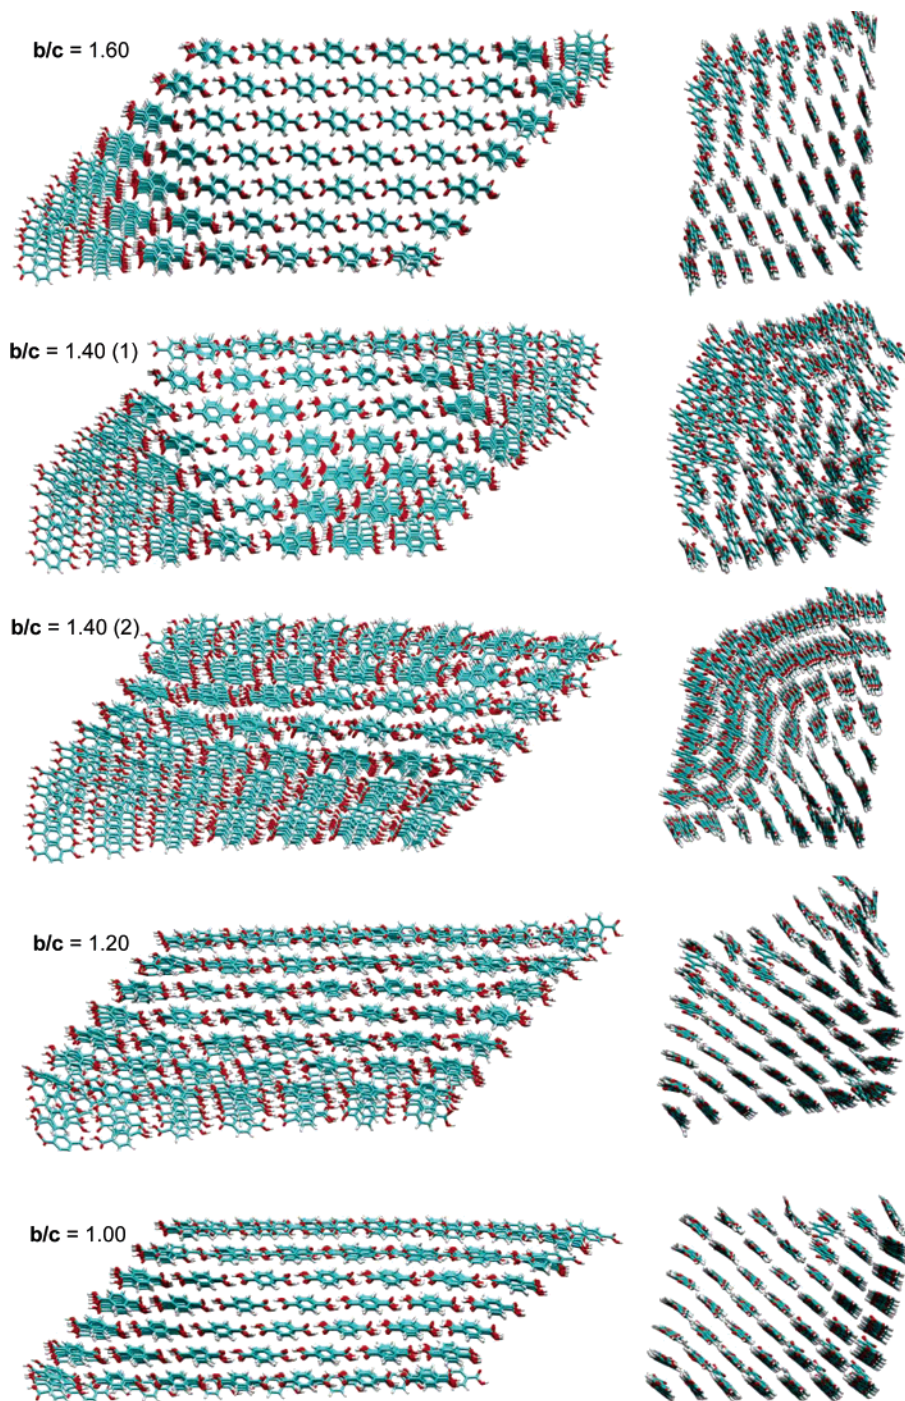 b/c = 1.60
b/c = 1.40 (1)
b/c = 1.40 (2)
b/c = 1.20
b/c = 1.00